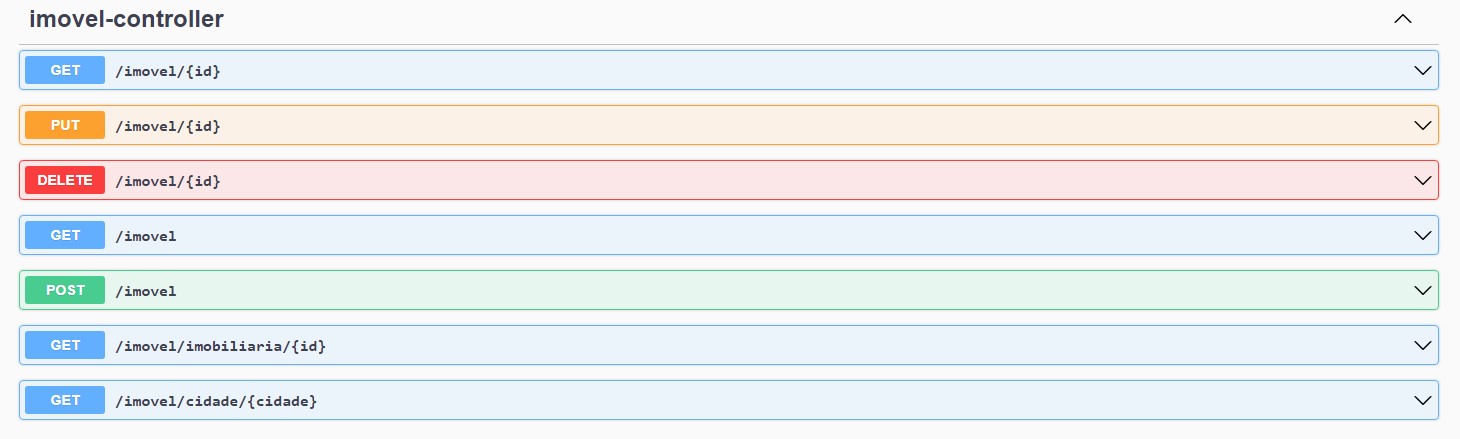 imovel-controller
GET /imovel/{id}
PUT /imovel/{id}
DELETE /imovel/{id}
GET /imovel
POST /imovel
GET /imovel/imobiliaria/{id}
GET /imovel/cidade/{cidade}